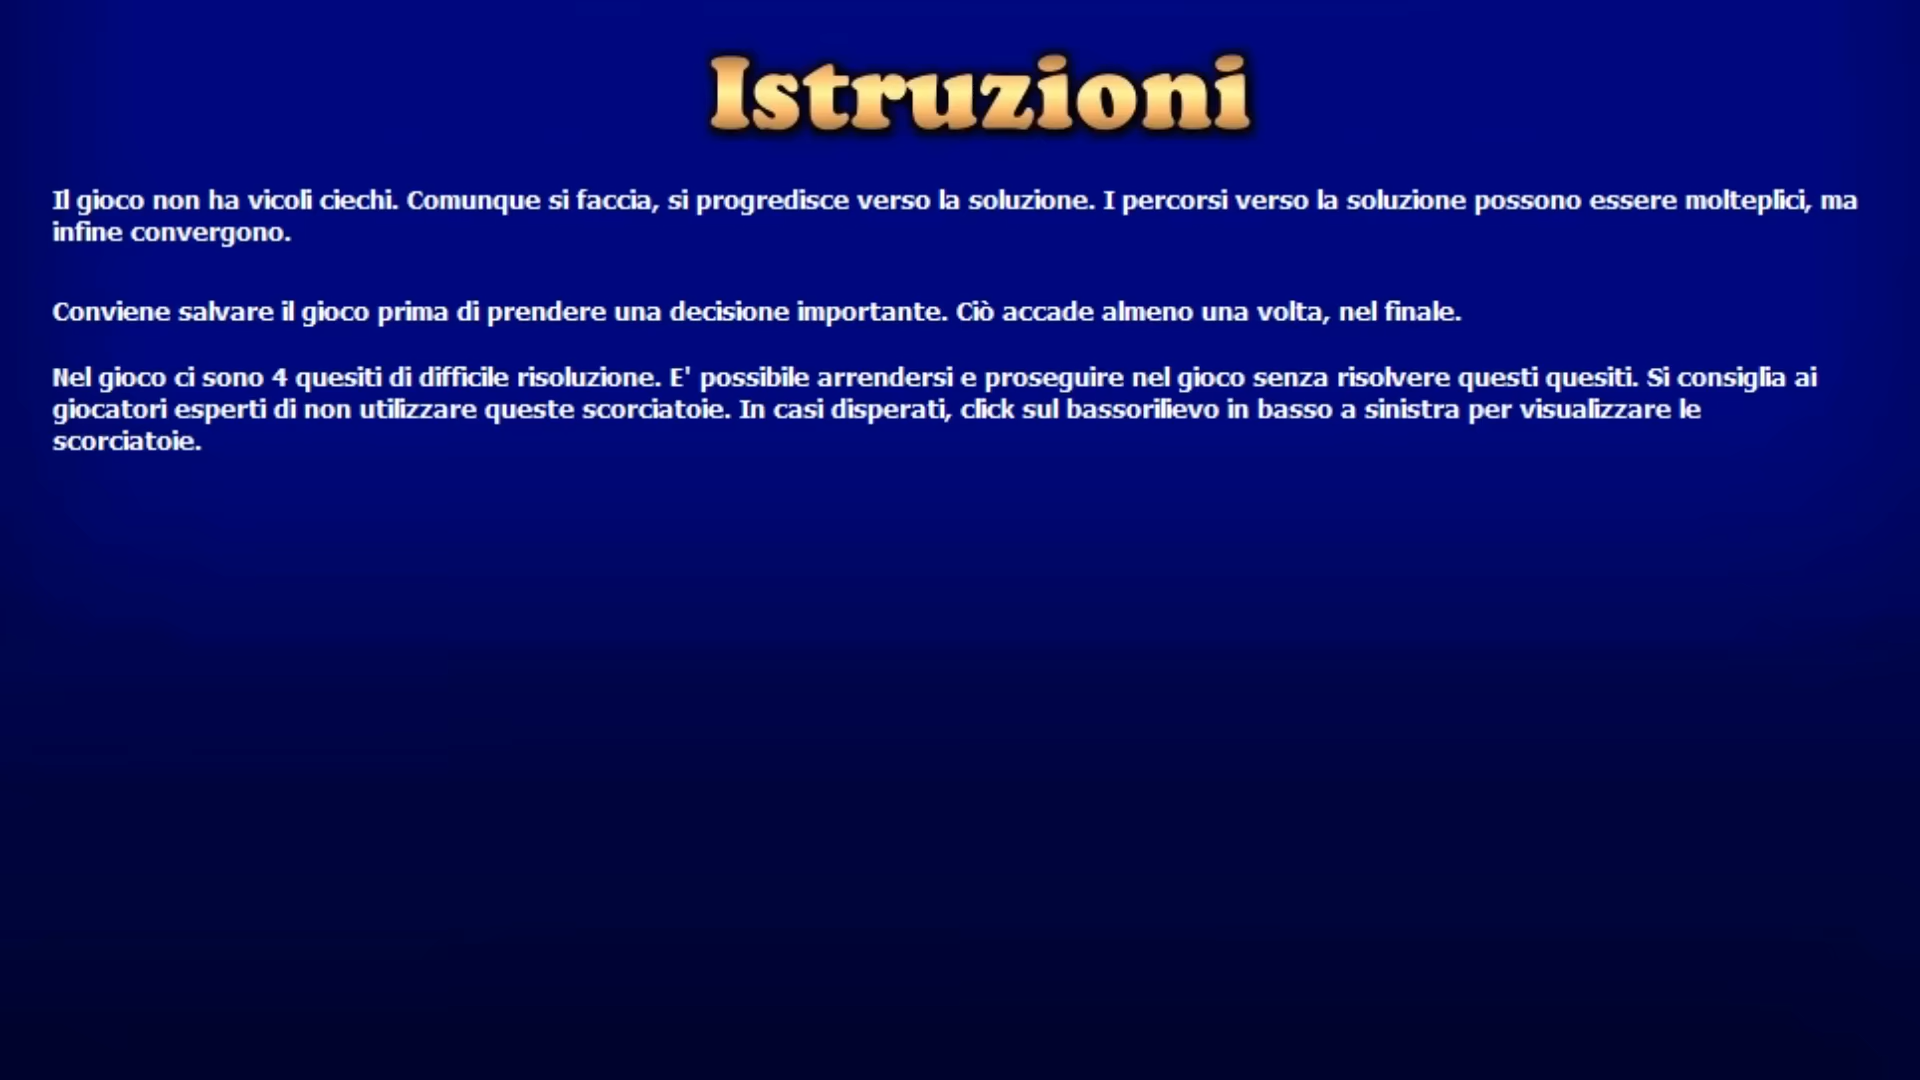 Istruzioni
Il gioco non ha vicoli ciechi. Comunque si faccia, si progredisce verso la soluzione. I percorsi verso la soluzione possono essere molteplici, ma
infine convergono.
Conviene salvare il gioco prima di prendere una decisione importante. Ciò accade almeno una volta, nel finale.
Nel gioco ci sono 4 quesiti di difficile risoluzione. E' possibile arrendersi e proseguire nel gioco senza risolvere questi quesiti. Si consiglia ai
giocatori esperti di non utilizzare queste scorciatoie. In casi disperati, click sul bassorilievo in basso a sinistra per visualizzare le
scorciatoie.